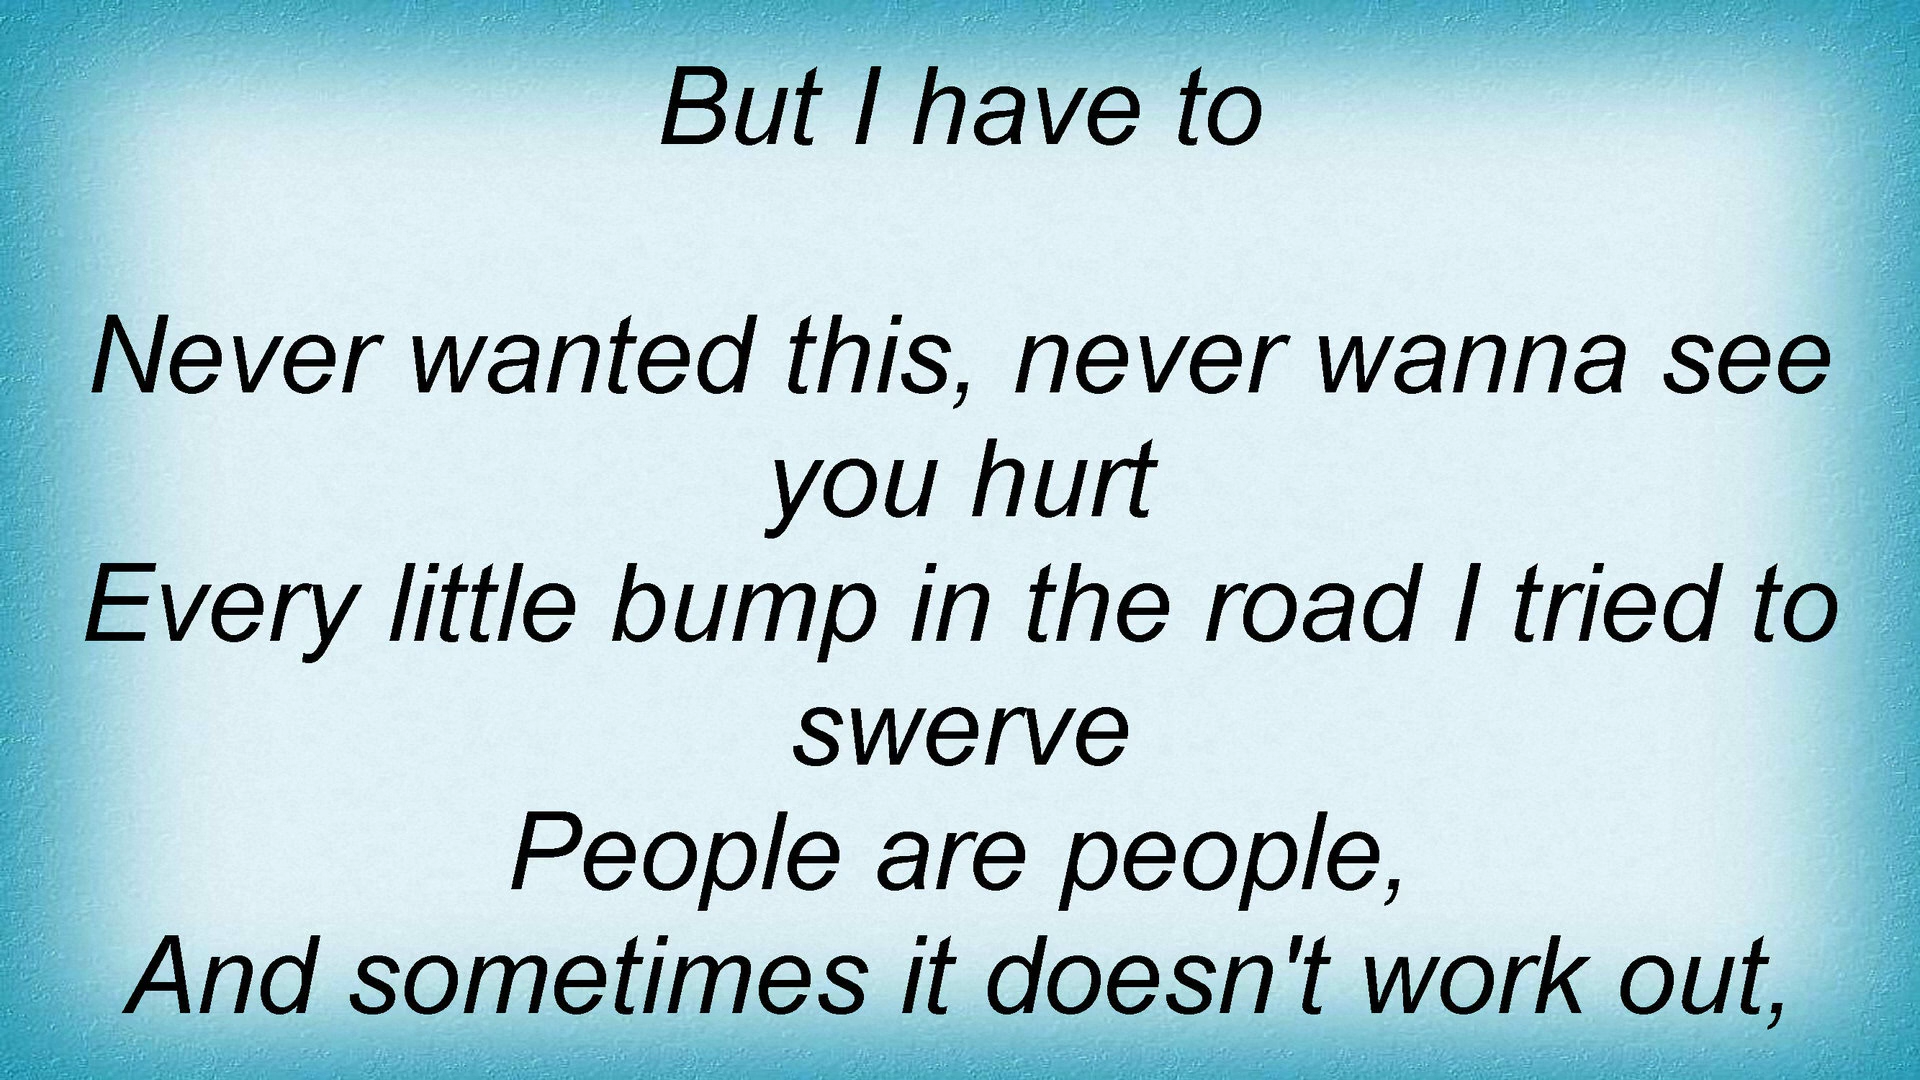 But I have to
Never wanted this, never wanna see
you hurt
Every little bump in the road I tried to
swerve
People are people,
And sometimes it doesn't work out,